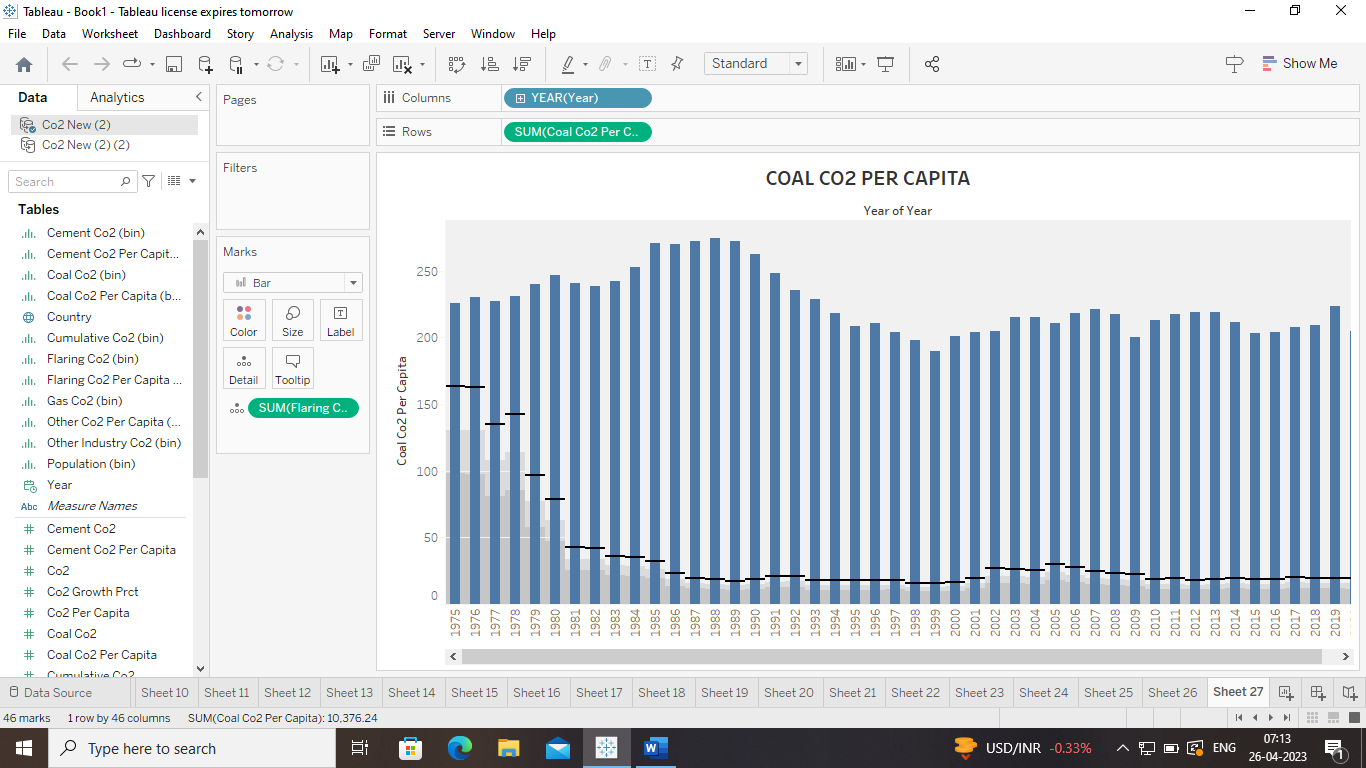 Tableau - Book1 - Tableau license expires tomorrow
File Data Worksheet Dashboard Story Analysis Map Format Server Window Help
Standard
Show Me
Data Analytics
Co2 New (2)
Co2 New (2) (2)
Search
Tables
Cement Co2 (bin)
Cement Co2 Per Capit...
Coal Co2 (bin)
Coal Co2 Per Capita (b...
Country
Cumulative Co2 (bin)
Flaring Co2 (bin)
Flaring Co2 Per Capita ...
Gas Co2 (bin)
Other Co2 Per Capita (...
Other Industry Co2 (bin)
Population (bin)
Year
Abc Measure Names
Cement Co2
Cement Co2 Per Capita
Co2
Co2 Growth Prct
Co2 Per Capita
Coal Co2
Coal Co2 Per Capita
Cumulative Co2
Pages
Filters
Marks
Bar
Color Size Label
T
Detail Tooltip
SUM(Flaring C..
Columns YEAR(Year)
Rows SUM(Coal Co2 Per C..
COAL CO2 PER CAPITA
Year of Year
Coal Co2 Per Capita
250
200
150
100
50
0
1975 1976 1977 1978 1979 1980 1981 1982 1983 1984 1985 1986 1987 1988 1989 1990 1991 1992 1993 1994 1995 1996 1997 1998 1999 2000 2001 2002 2003 2004 2005 2006 2007 2008 2009 2010 2011 2012 2013 2014 2015 2016 2017 2018 2019
Data Source Sheet 10 Sheet 11 Sheet 12 Sheet 13 Sheet 14 Sheet 15 Sheet 16 Sheet 17 Sheet 18 Sheet 19 Sheet 20 Sheet 21 Sheet 22 Sheet 23 Sheet 24 Sheet 25 Sheet 26 Sheet 27
46 marks 1 row by 46 columns SUM(Coal Co2 Per Capita): 10,376.24
Type here to search
USD/INR -0.33%
ENG
07:13
26-04-2023
1